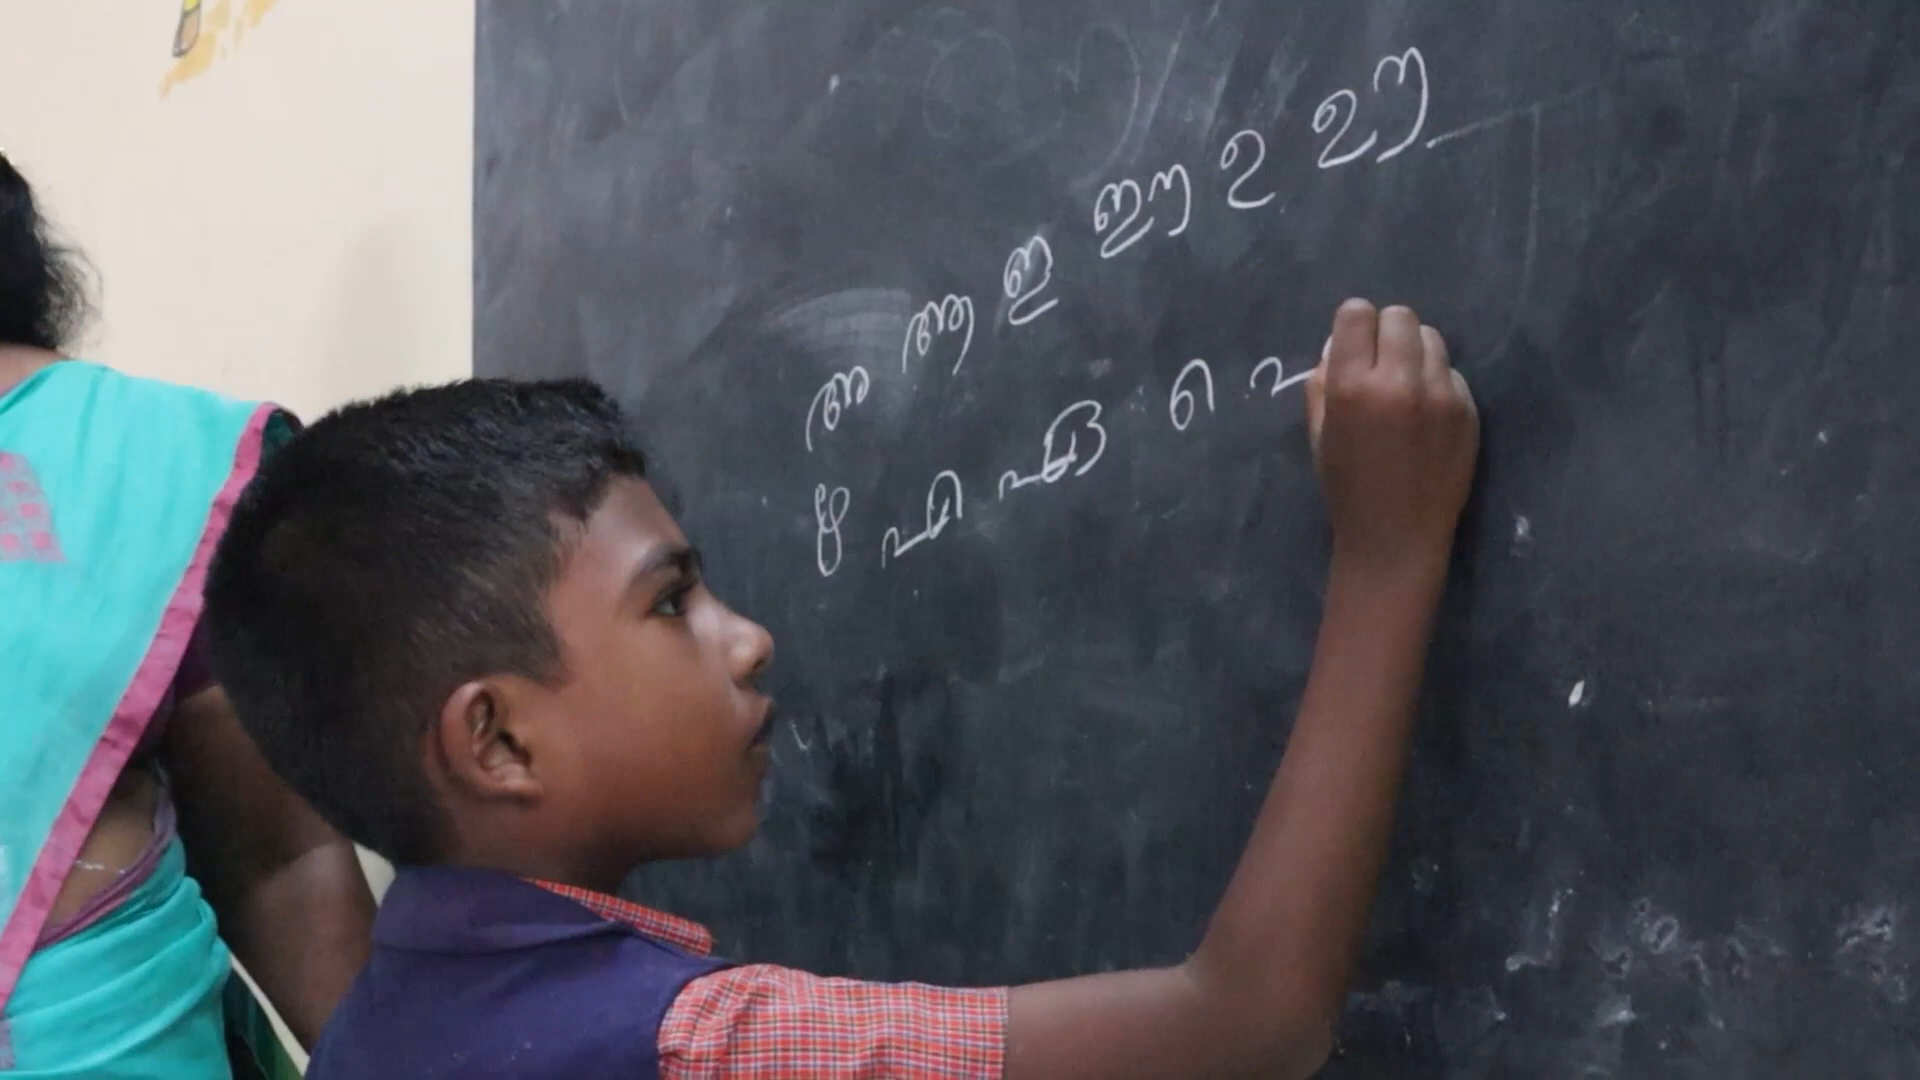 അ ആ ഇ ഈ ഉ ഊ
ഋ എ ഏ